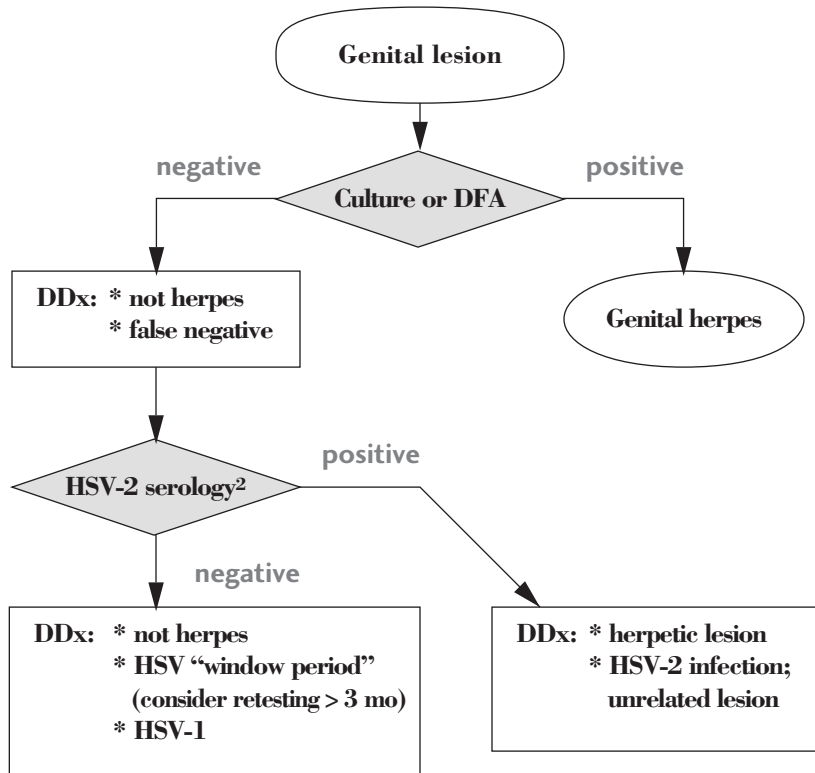 Genital lesion
negative
positive
Culture or DFA
DDx: * not herpes
* false negative
Genital herpes
positive
HSV-2 serology²
negative
DDx: * not herpes
* HSV “window period”
(consider retesting > 3 mo)
* HSV-1
DDx: * herpetic lesion
* HSV-2 infection;
unrelated lesion